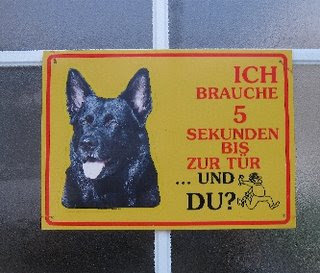 ICH
BRAUCHE
5
SEKUNDEN
BIS
ZUR TÜR
... UND
DU?